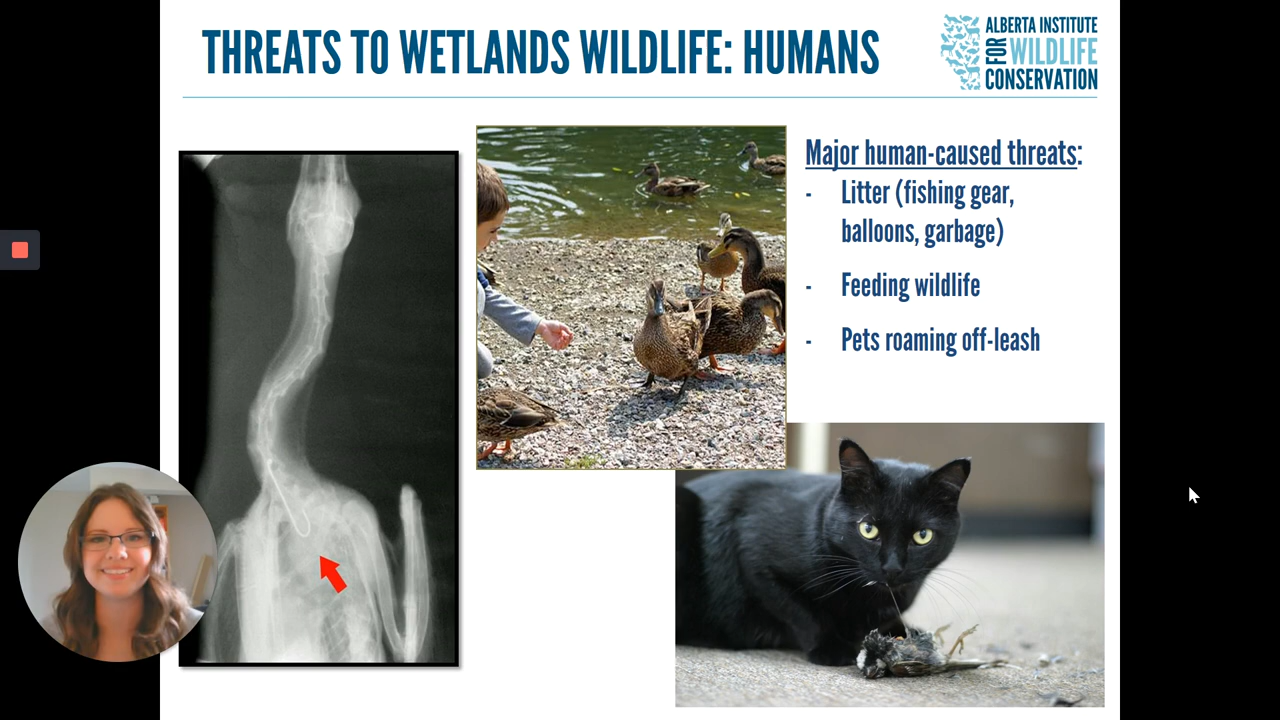 THREATS TO WETLANDS WILDLIFE: HUMANS
ALBERTA INSTITUTE
FOR WILDLIFE
CONSERVATION
Major human-caused threats:
- Litter (fishing gear,
balloons, garbage)
- Feeding wildlife
- Pets roaming off-leash